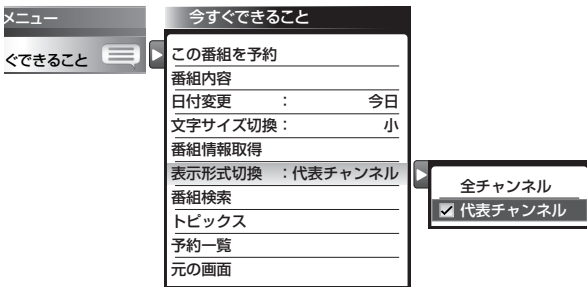 メニュー
ぐできること
今すぐできること
この番組を予約
番組内容
日付変更 : 今日
文字サイズ切換 : 小
番組情報取得
表示形式切換 : 代表チャンネル
番組検索
トピックス
予約一覧
元の画面
全チャンネル
代表チャンネル